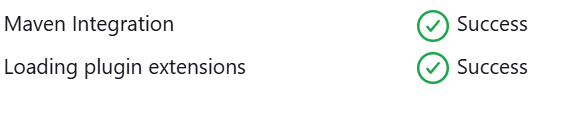 Maven Integration Success
Loading plugin extensions Success